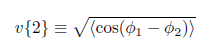 v{2} ≡ √⟨cos(ϕ₁ − ϕ₂)⟩